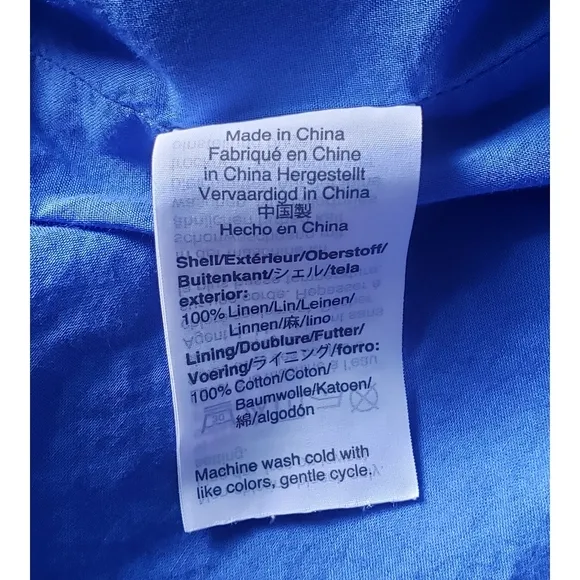 Made in China
Fabriqué en Chine
in China Hergestellt
Vervaardigd in China
中国製
Hecho en China
Shell/Extérieur/Oberstoff/
Buitenkant/シェル/tela
exterior:
100% Linen/Lin/Leinen/
Linnen/麻/lino
Lining/Doublure/Futter/
Voering/ライニング/forro:
100% Cotton/Coton/
Baumwolle/Katoen/
綿/algodón
Machine wash cold with
like colors, gentle cycle.